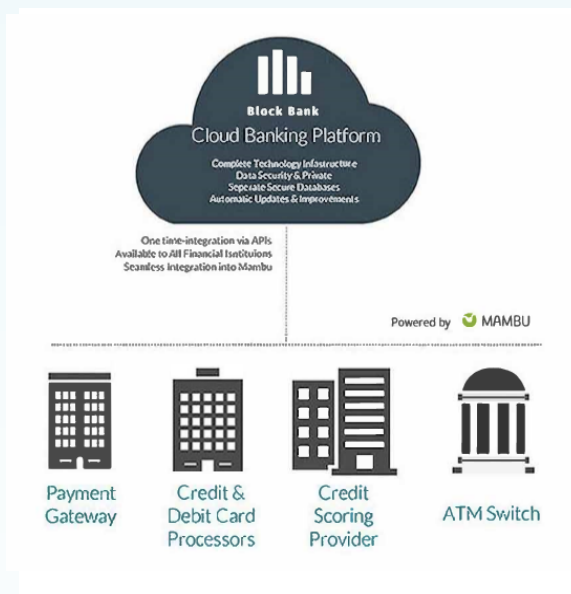 Block Bank
Cloud Banking Platform
Complete Technology Infastructure
Data Security & Private
Seperate Secure Databases
Automatic Updates & Improvements
One time-integration via APIs
Available to All Financial Isntituions
Seamless Integration into Mambu
Powered by MAMBU
Payment
Gateway
Credit &
Debit Card
Processors
Credit
Scoring
Provider
ATM Switch